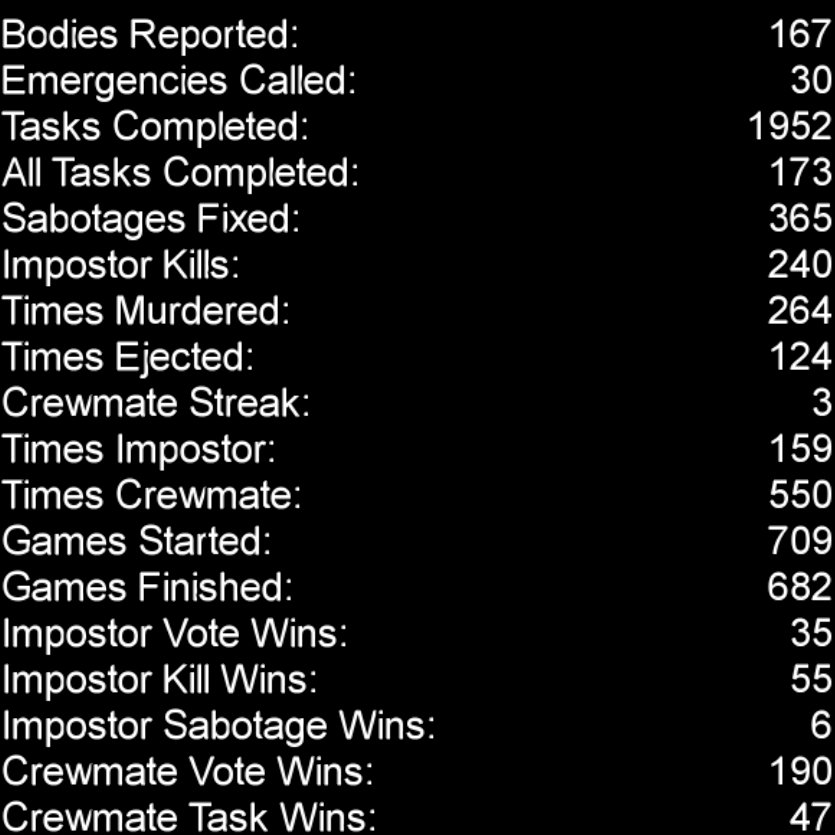 Bodies Reported: 167
Emergencies Called: 30
Tasks Completed: 1952
All Tasks Completed: 173
Sabotages Fixed: 365
Impostor Kills: 240
Times Murdered: 264
Times Ejected: 124
Crewmate Streak: 3
Times Impostor: 159
Times Crewmate: 550
Games Started: 709
Games Finished: 682
Impostor Vote Wins: 35
Impostor Kill Wins: 55
Impostor Sabotage Wins: 6
Crewmate Vote Wins: 190
Crewmate Task Wins: 47